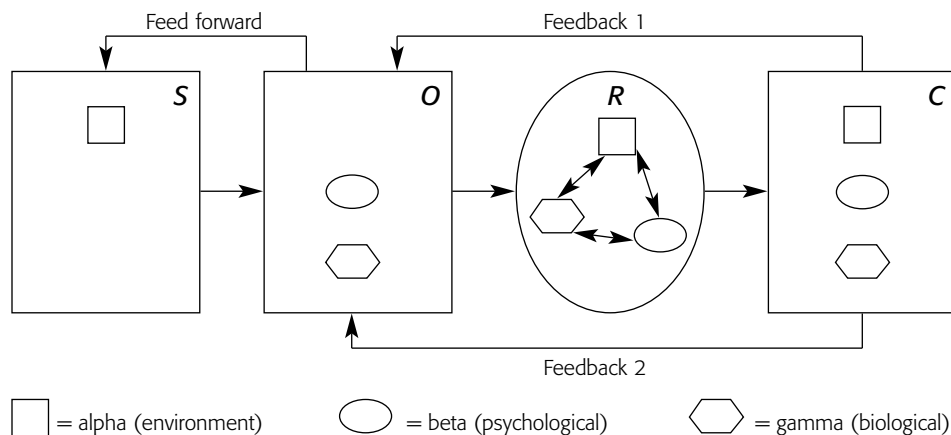 Feed forward
Feedback 1
S
O
R
C
Feedback 2
= alpha (environment)
= beta (psychological)
= gamma (biological)